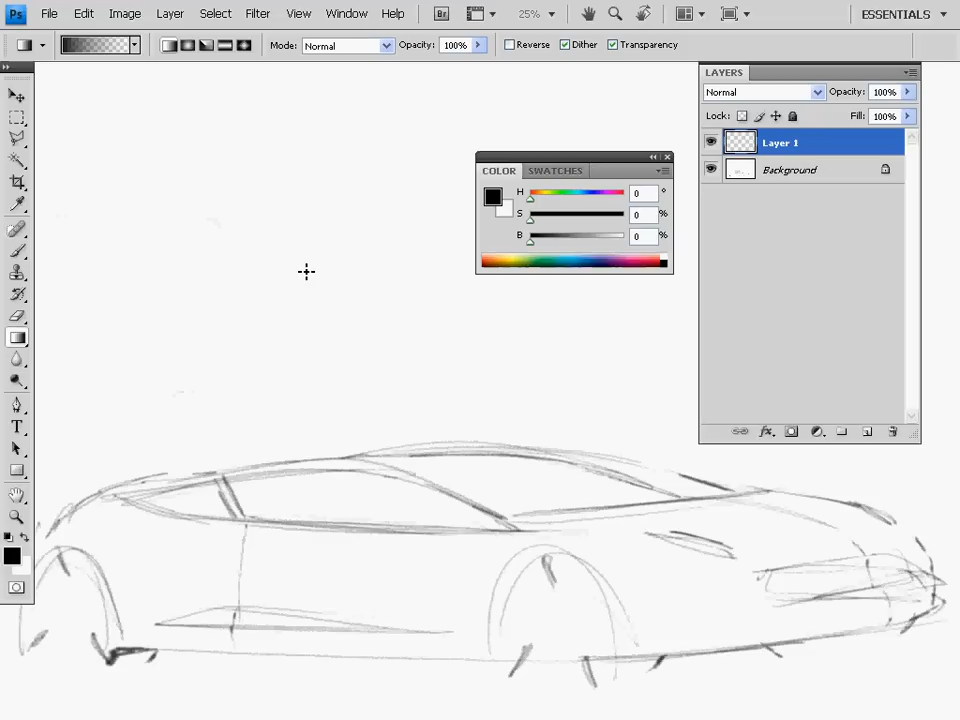 Ps File Edit Image Layer Select Filter View Window Help Br 25% ESSENTIALS
Mode: Normal Opacity: 100% Reverse Dither Transparency
LAYERS
Normal Opacity: 100%
Lock: Fill: 100%
Layer 1
Background
COLOR SWATCHES
H 0 °
S 0 %
B 0 %
T
fx